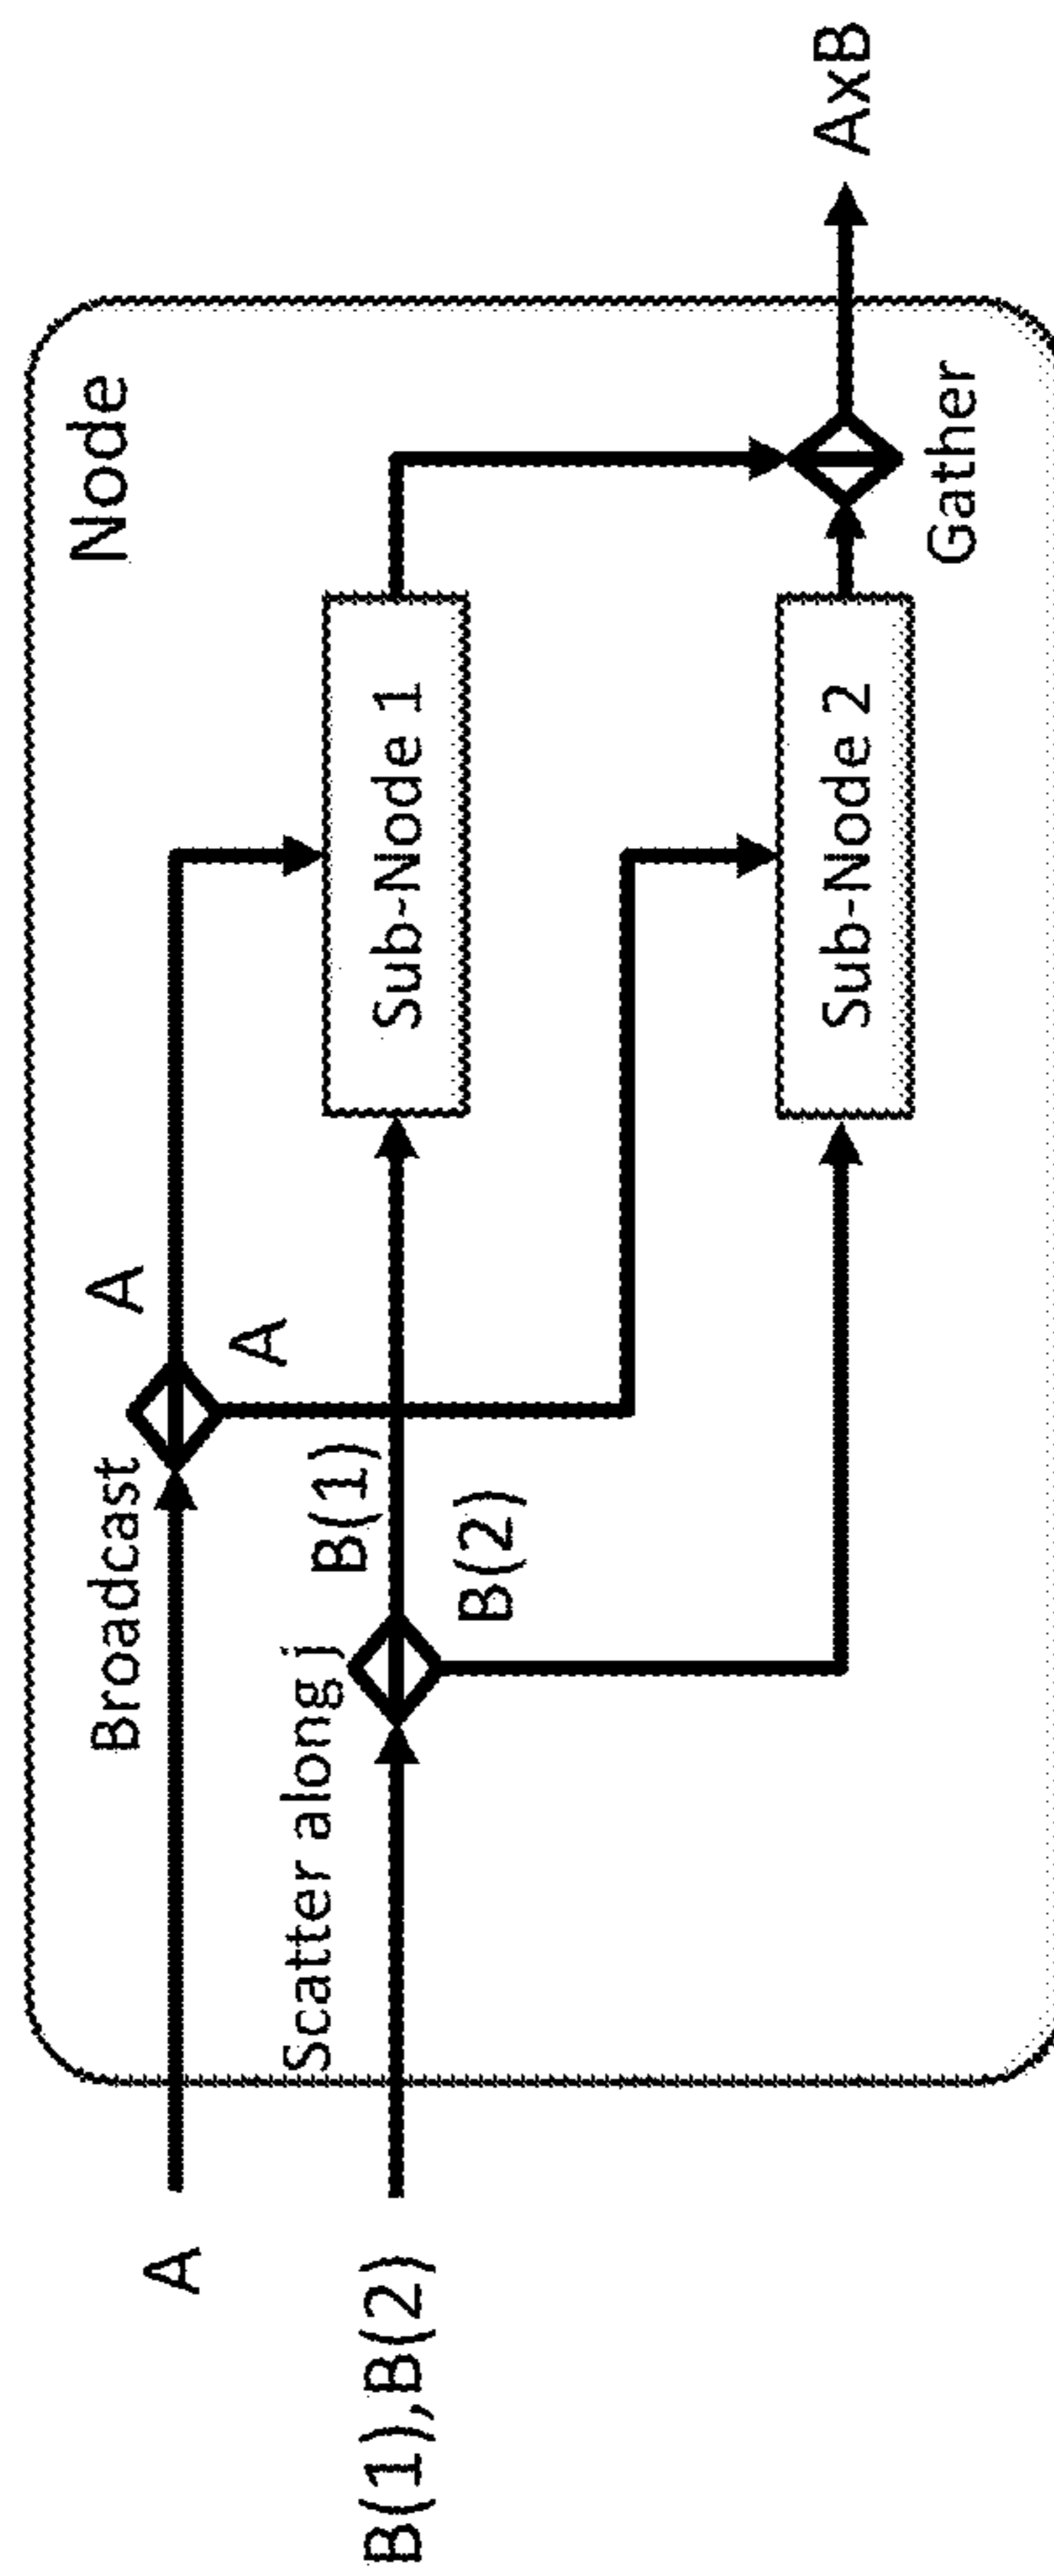 Node
Broadcast
A
A
A
Scatter along j
B(1)
B(1),B(2)
B(2)
Sub-Node 1
Sub-Node 2
AxB
Gather